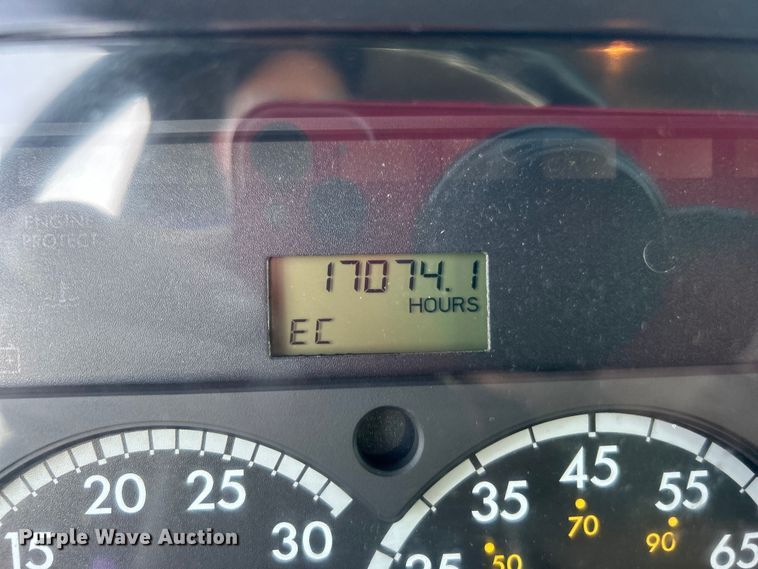 ENGINE
PROTECT
17074.1
HOURS
EC
15 20 25 30
25 35 45 55 65
50 70 90
Purple Wave Auction